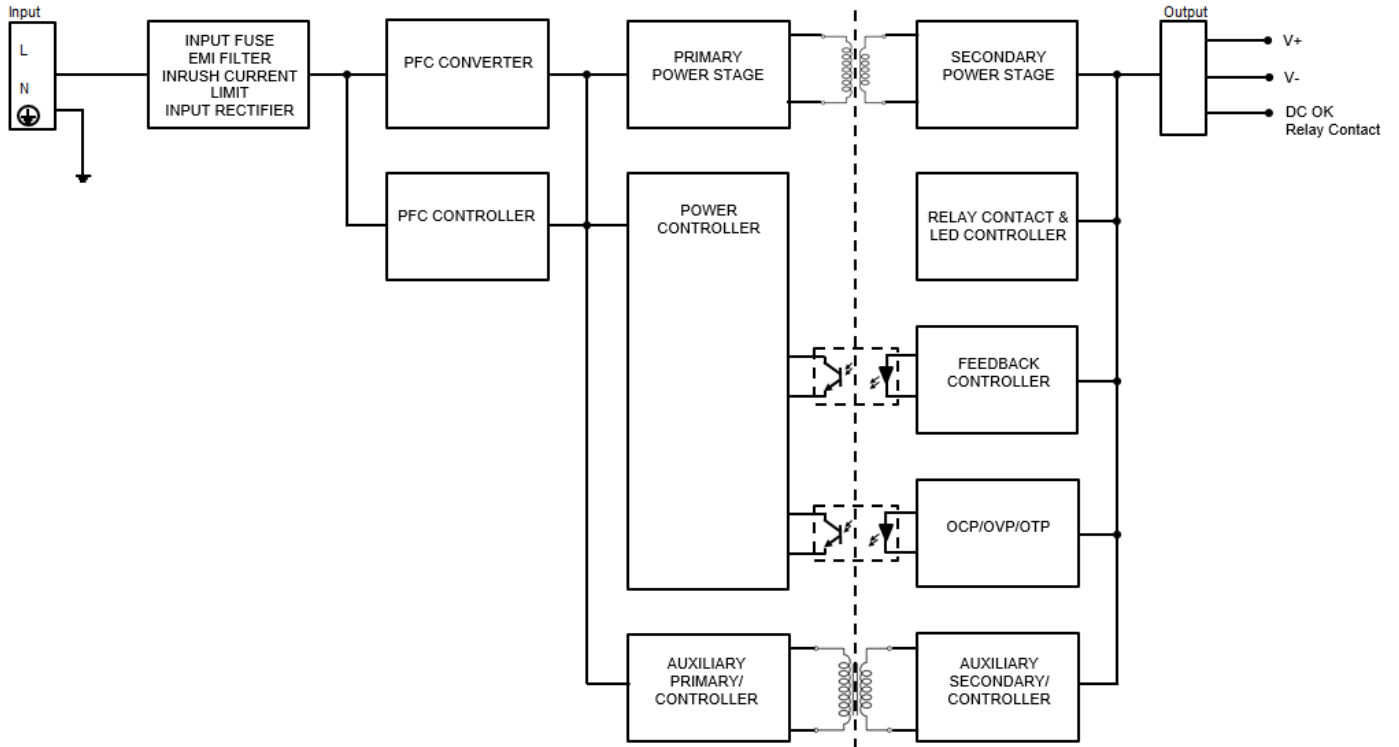 Input
L
N
INPUT FUSE
EMI FILTER
INRUSH CURRENT
LIMIT
INPUT RECTIFIER
PFC CONVERTER
PRIMARY
POWER STAGE
SECONDARY
POWER STAGE
Output
V+
V-
DC OK
Relay Contact
PFC CONTROLLER
POWER
CONTROLLER
RELAY CONTACT &
LED CONTROLLER
FEEDBACK
CONTROLLER
OCP/OVP/OTP
AUXILIARY
PRIMARY/
CONTROLLER
AUXILIARY
SECONDARY/
CONTROLLER